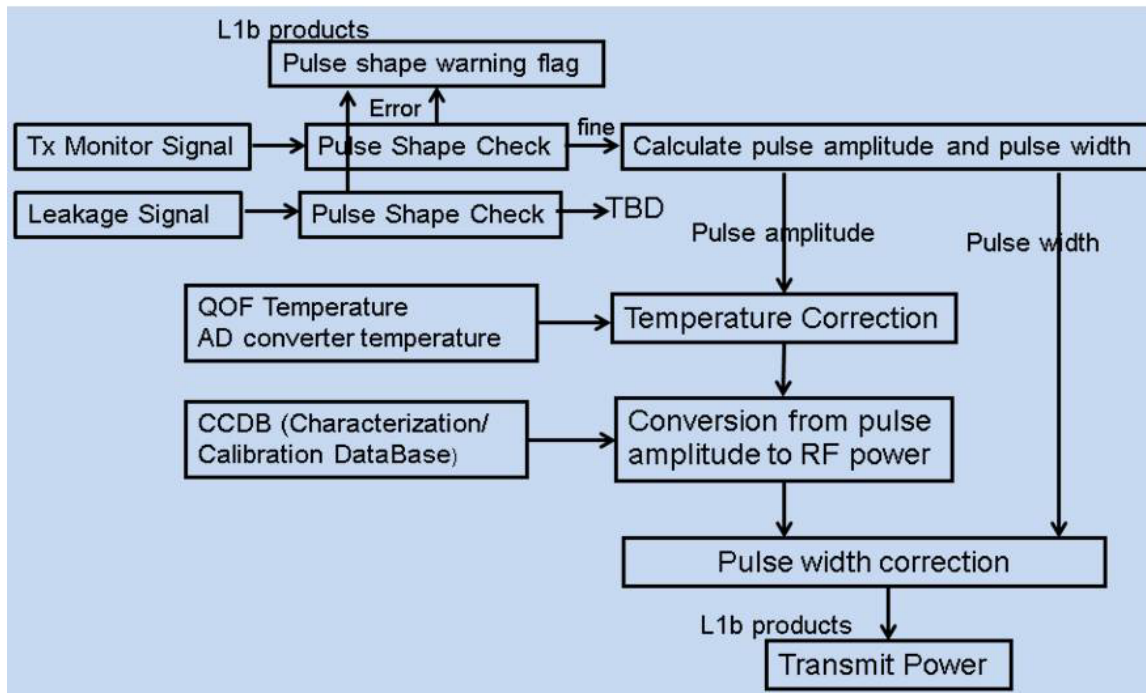 L1b products
Pulse shape warning flag
Error
fine
Tx Monitor Signal
Pulse Shape Check
Calculate pulse amplitude and pulse width
Leakage Signal
Pulse Shape Check
TBD
Pulse amplitude
Pulse width
QOF Temperature
AD converter temperature
Temperature Correction
CCDB (Characterization/
Calibration DataBase)
Conversion from pulse
amplitude to RF power
Pulse width correction
L1b products
Transmit Power